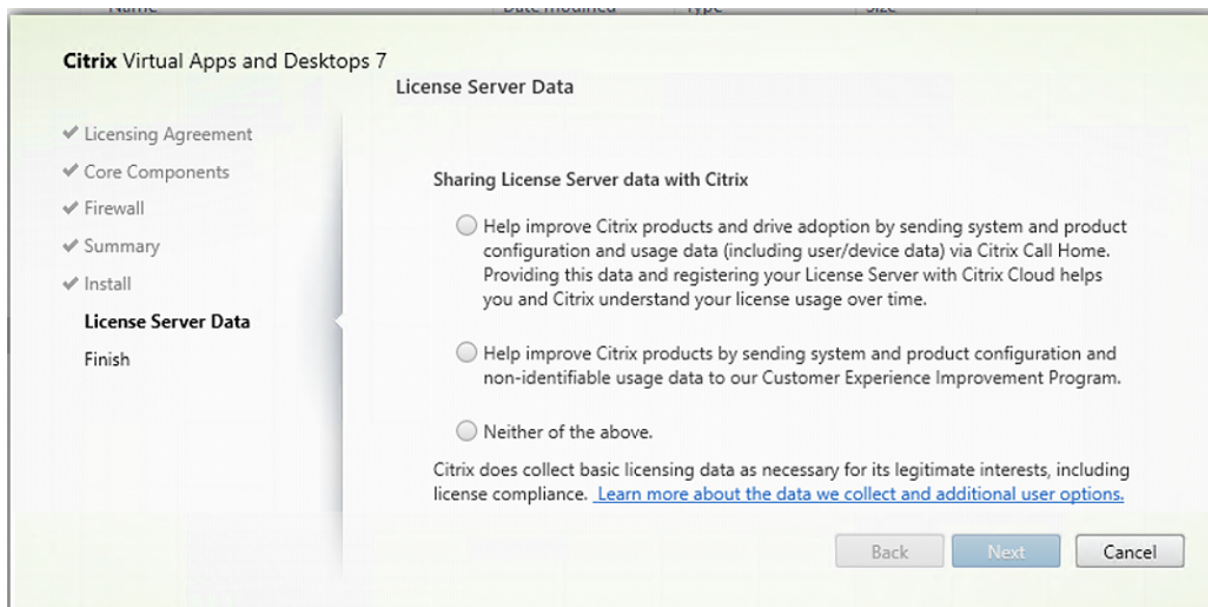 Name Date modified Type Size
Citrix Virtual Apps and Desktops 7
License Server Data
Licensing Agreement
Core Components
Firewall
Summary
Install
License Server Data
Finish
Sharing License Server data with Citrix
Help improve Citrix products and drive adoption by sending system and product
configuration and usage data (including user/device data) via Citrix Call Home.
Providing this data and registering your License Server with Citrix Cloud helps
you and Citrix understand your license usage over time.
Help improve Citrix products by sending system and product configuration and
non-identifiable usage data to our Customer Experience Improvement Program.
Neither of the above.
Citrix does collect basic licensing data as necessary for its legitimate interests, including
license compliance. Learn more about the data we collect and additional user options.
Back Next Cancel